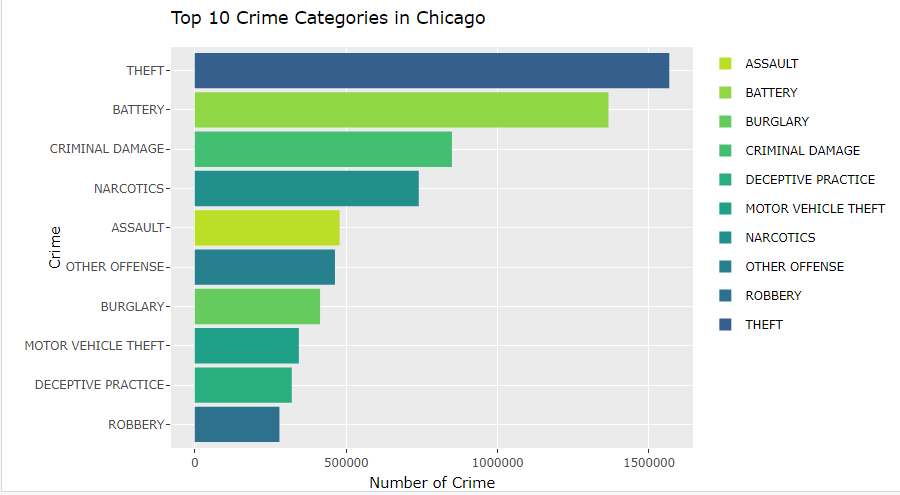 Top 10 Crime Categories in Chicago
Crime
THEFT
BATTERY
CRIMINAL DAMAGE
NARCOTICS
ASSAULT
OTHER OFFENSE
BURGLARY
MOTOR VEHICLE THEFT
DECEPTIVE PRACTICE
ROBBERY
0 500000 1000000 1500000
Number of Crime
ASSAULT
BATTERY
BURGLARY
CRIMINAL DAMAGE
DECEPTIVE PRACTICE
MOTOR VEHICLE THEFT
NARCOTICS
OTHER OFFENSE
ROBBERY
THEFT